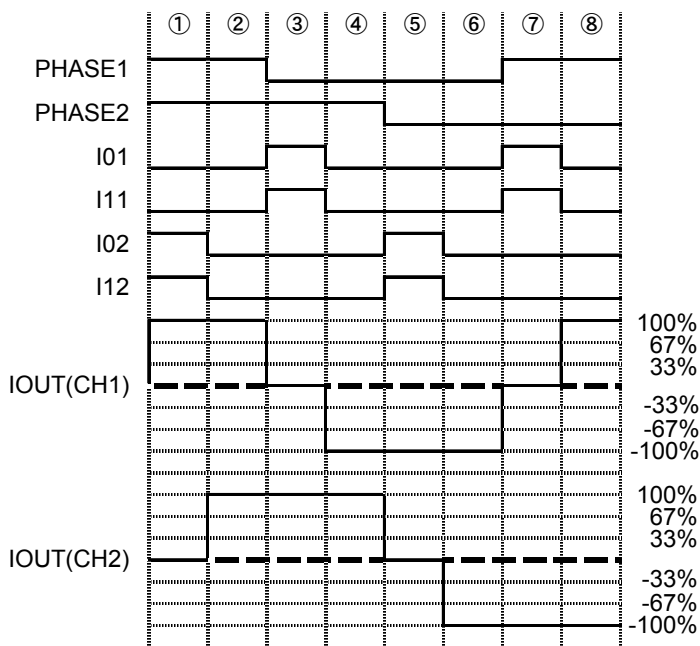 ① ② ③ ④ ⑤ ⑥ ⑦ ⑧
PHASE1
PHASE2
I01
I11
I02
I12
100%
67%
33%
IOUT(CH1)
-33%
-67%
-100%
100%
67%
33%
IOUT(CH2)
-33%
-67%
-100%